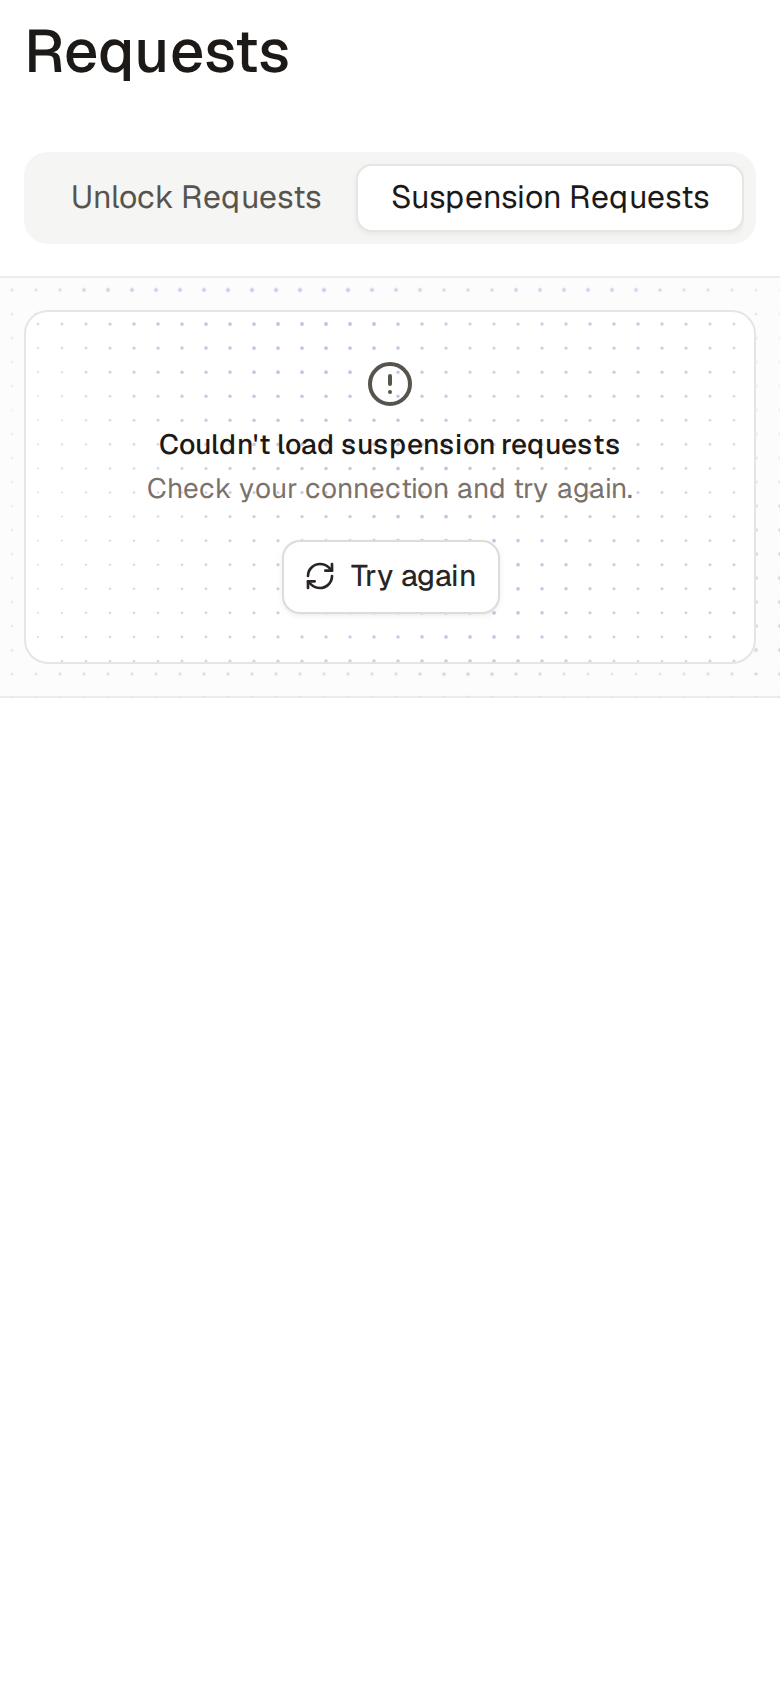 Requests
Unlock Requests
Suspension Requests
Couldn't load suspension requests
Check your connection and try again.
Try again